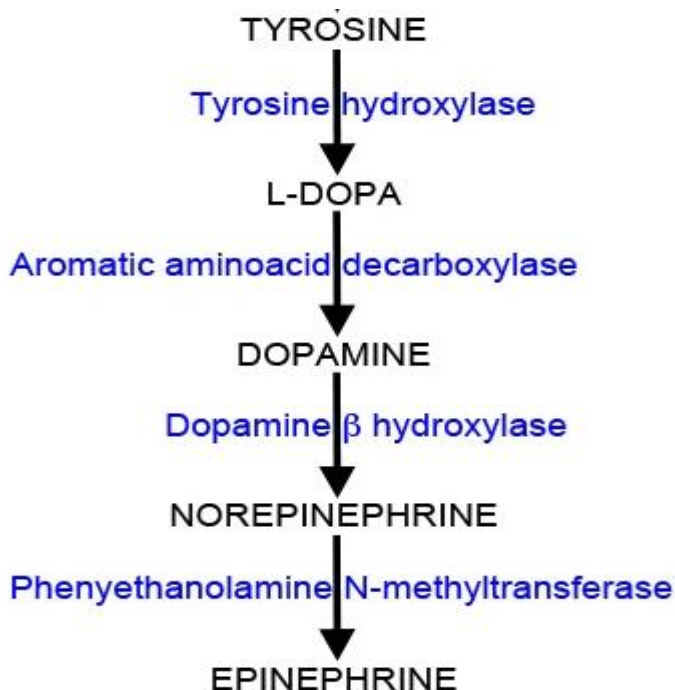 TYROSINE
Tyrosine hydroxylase
L-DOPA
Aromatic aminoacid decarboxylase
DOPAMINE
Dopamine β hydroxylase
NOREPINEPHRINE
Phenyethanolamine N-methyltransferase
EPINEPHRINE